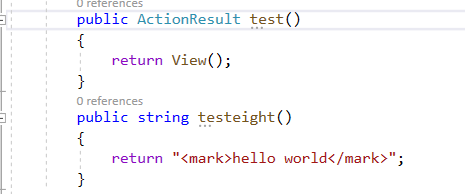 0 references
public ActionResult test()
{
return View();
}
0 references
public string testeight()
{
return "<mark>hello world</mark>";
}